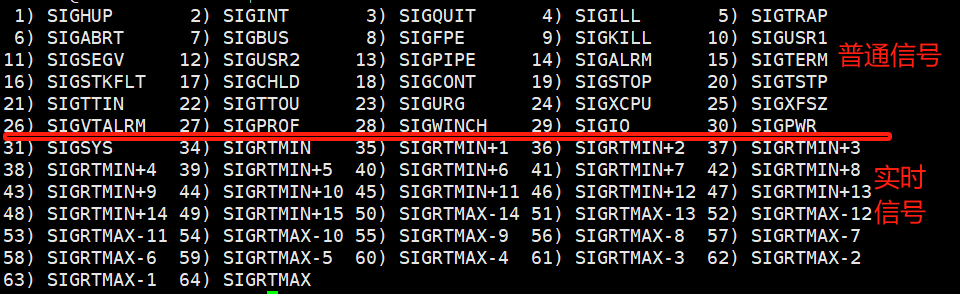 1) SIGHUP 2) SIGINT 3) SIGQUIT 4) SIGILL 5) SIGTRAP
6) SIGABRT 7) SIGBUS 8) SIGFPE 9) SIGKILL 10) SIGUSR1
11) SIGSEGV 12) SIGUSR2 13) SIGPIPE 14) SIGALRM 15) SIGTERM
普通信号
16) SIGSTKFLT 17) SIGCHLD 18) SIGCONT 19) SIGSTOP 20) SIGTSTP
21) SIGTTIN 22) SIGTTOU 23) SIGURG 24) SIGXCPU 25) SIGXFSZ
26) SIGVTALRM 27) SIGPROF 28) SIGWINCH 29) SIGIO 30) SIGPWR
31) SIGSYS 34) SIGRTMIN 35) SIGRTMIN+1 36) SIGRTMIN+2 37) SIGRTMIN+3
38) SIGRTMIN+4 39) SIGRTMIN+5 40) SIGRTMIN+6 41) SIGRTMIN+7 42) SIGRTMIN+8
43) SIGRTMIN+9 44) SIGRTMIN+10 45) SIGRTMIN+11 46) SIGRTMIN+12 47) SIGRTMIN+13
48) SIGRTMIN+14 49) SIGRTMIN+15 50) SIGRTMAX-14 51) SIGRTMAX-13 52) SIGRTMAX-12
实时
信号
53) SIGRTMAX-11 54) SIGRTMAX-10 55) SIGRTMAX-9 56) SIGRTMAX-8 57) SIGRTMAX-7
58) SIGRTMAX-6 59) SIGRTMAX-5 60) SIGRTMAX-4 61) SIGRTMAX-3 62) SIGRTMAX-2
63) SIGRTMAX-1 64) SIGRTMAX